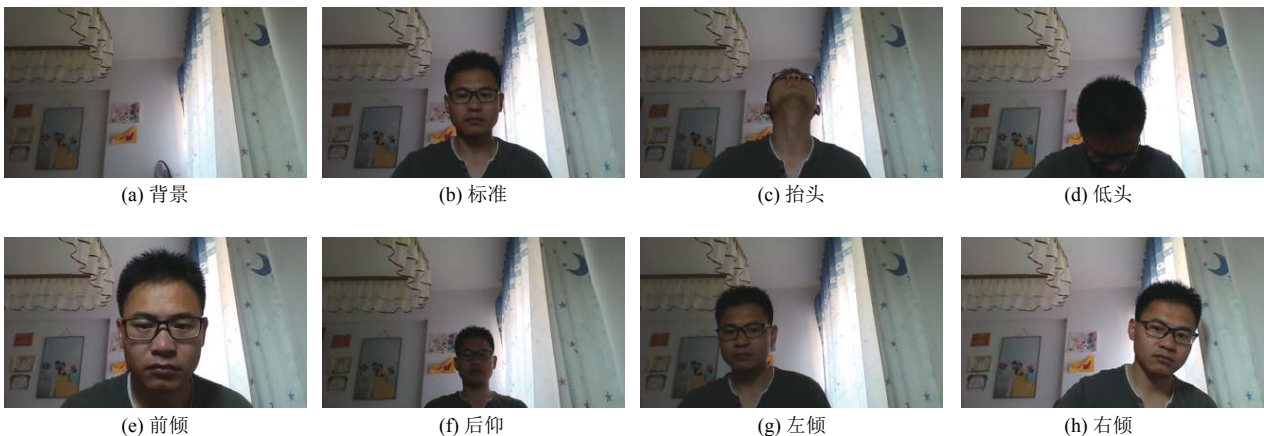 (a) 背景
(b) 标准
(c) 抬头
(d) 低头
(e) 前倾
(f) 后仰
(g) 左倾
(h) 右倾